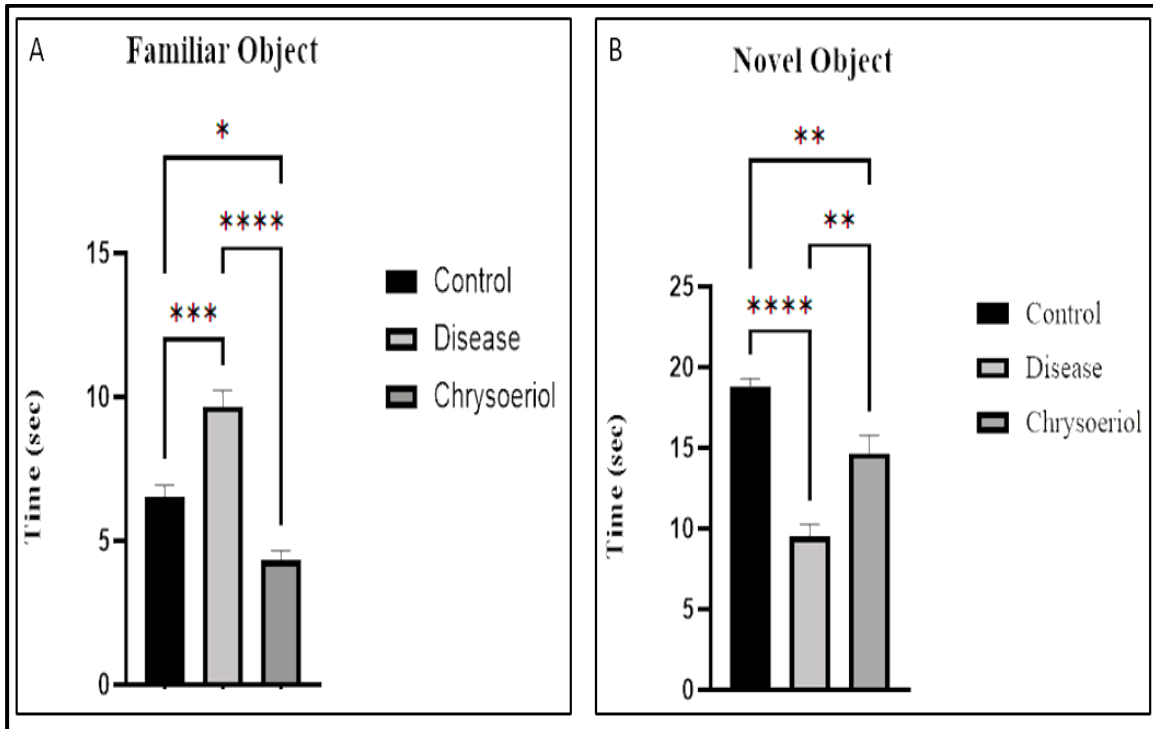 A
Familiar Object
*
****
***
15
10
5
0
Time (sec)
Control
Disease
Chrysoeriol
B
Novel Object
**
**
****
25
20
15
10
5
0
Time (sec)
Control
Disease
Chrysoeriol